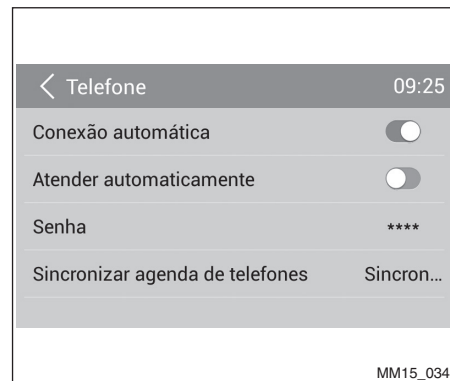 Telefone 09:25
Conexão automática
Atender automaticamente
Senha ****
Sincronizar agenda de telefones Sincron...
MM15_034